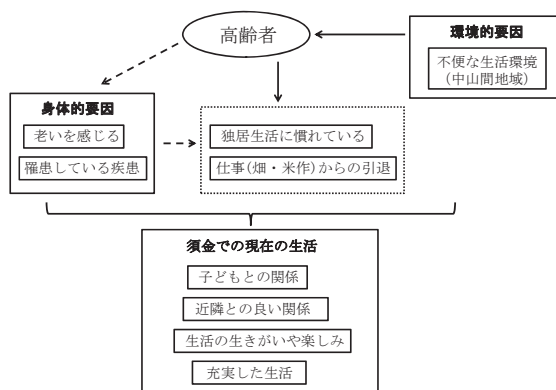 高齢者
環境的要因
不便な生活環境
(中山間地域)
身体的要因
老いを感じる
罹患している疾患
独居生活に慣れている
仕事(畑・米作)からの引退
須金での現在の生活
子どもとの関係
近隣との良い関係
生活の生きがいや楽しみ
充実した生活